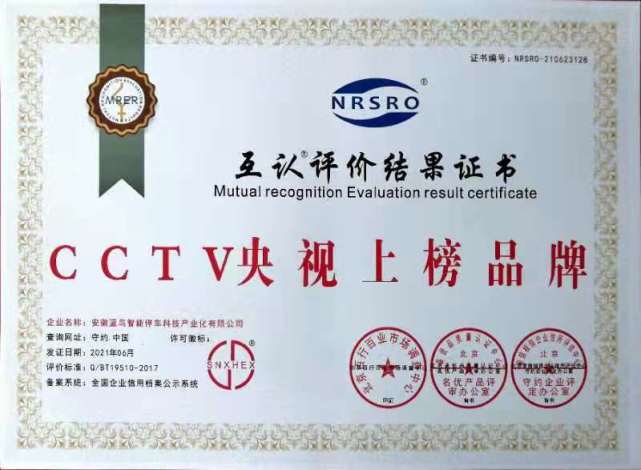 证书编号：NRSRO-210623128
MRER
NRSRO®
互认®评价结果证书
Mutual recognition Evaluation result certificate
CCTV央视上榜品牌
企业名称：安徽蓝鸟智能停车科技产业化有限公司
查询网址：守约.中国 许可徽标：
发证日期：2021年06月
评价标准：Q/BT19510-2017
备案系统：全国企业信用档案公示系统
SNXHEX
北京
名优产品评
审办公室
北京
守约企业评
定办公室